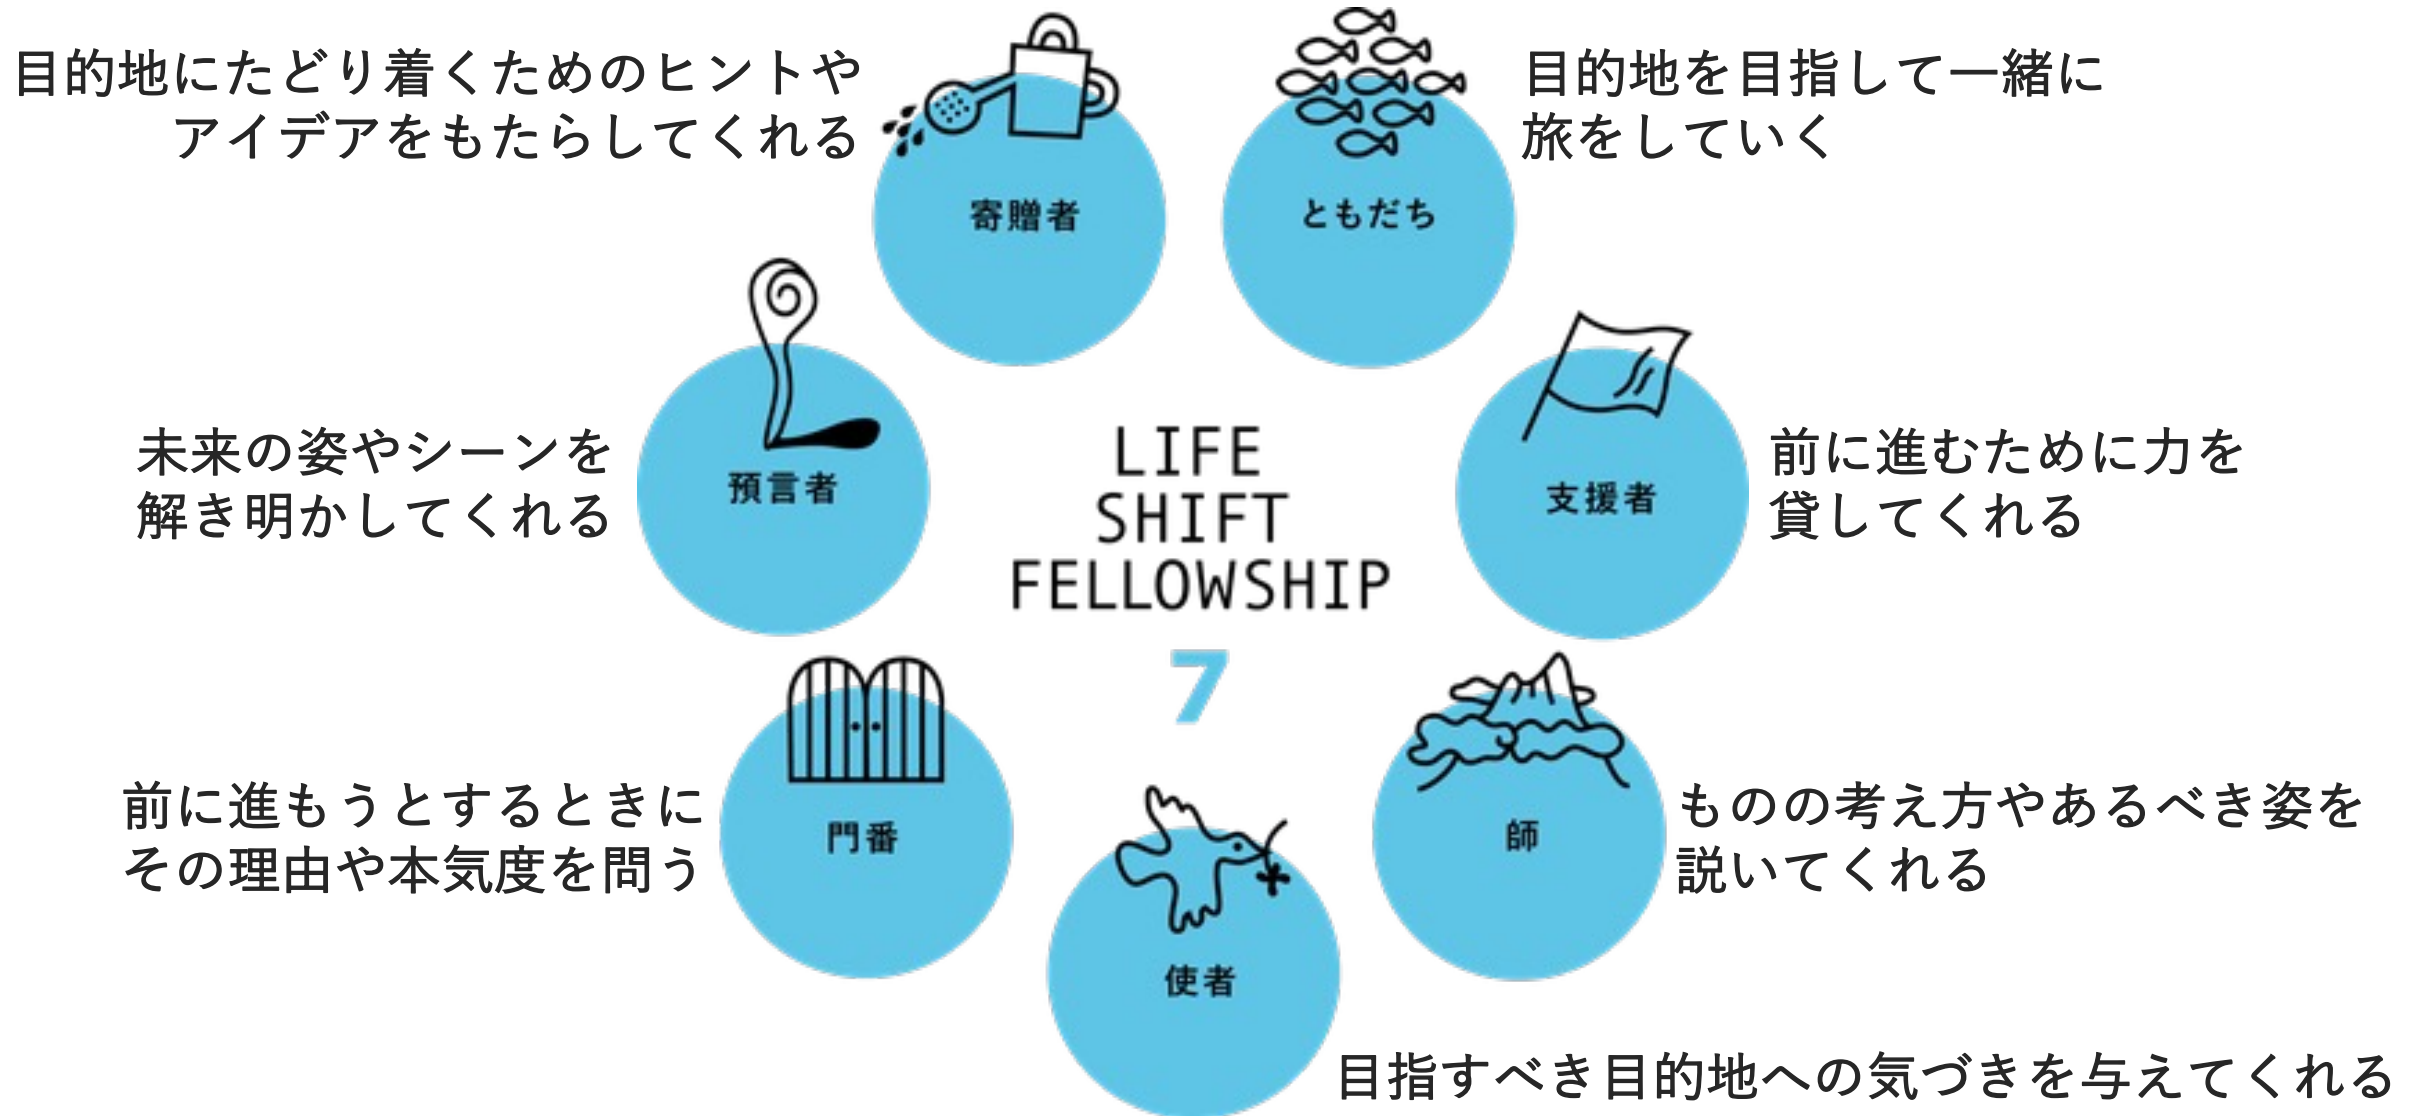 目的地にたどり着くためのヒントや
アイデアをもたらしてくれる
寄贈者
目的地を目指して一緒に
旅をしていく
ともだち
未来の姿やシーンを
解き明かしてくれる
預言者
LIFE
SHIFT
FELLOWSHIP
7
前に進むために力を
貸してくれる
支援者
前に進もうとするときに
その理由や本気度を問う
門番
ものの考え方やあるべき姿を
説いてくれる
師
使者
目指すべき目的地への気づきを与えてくれる